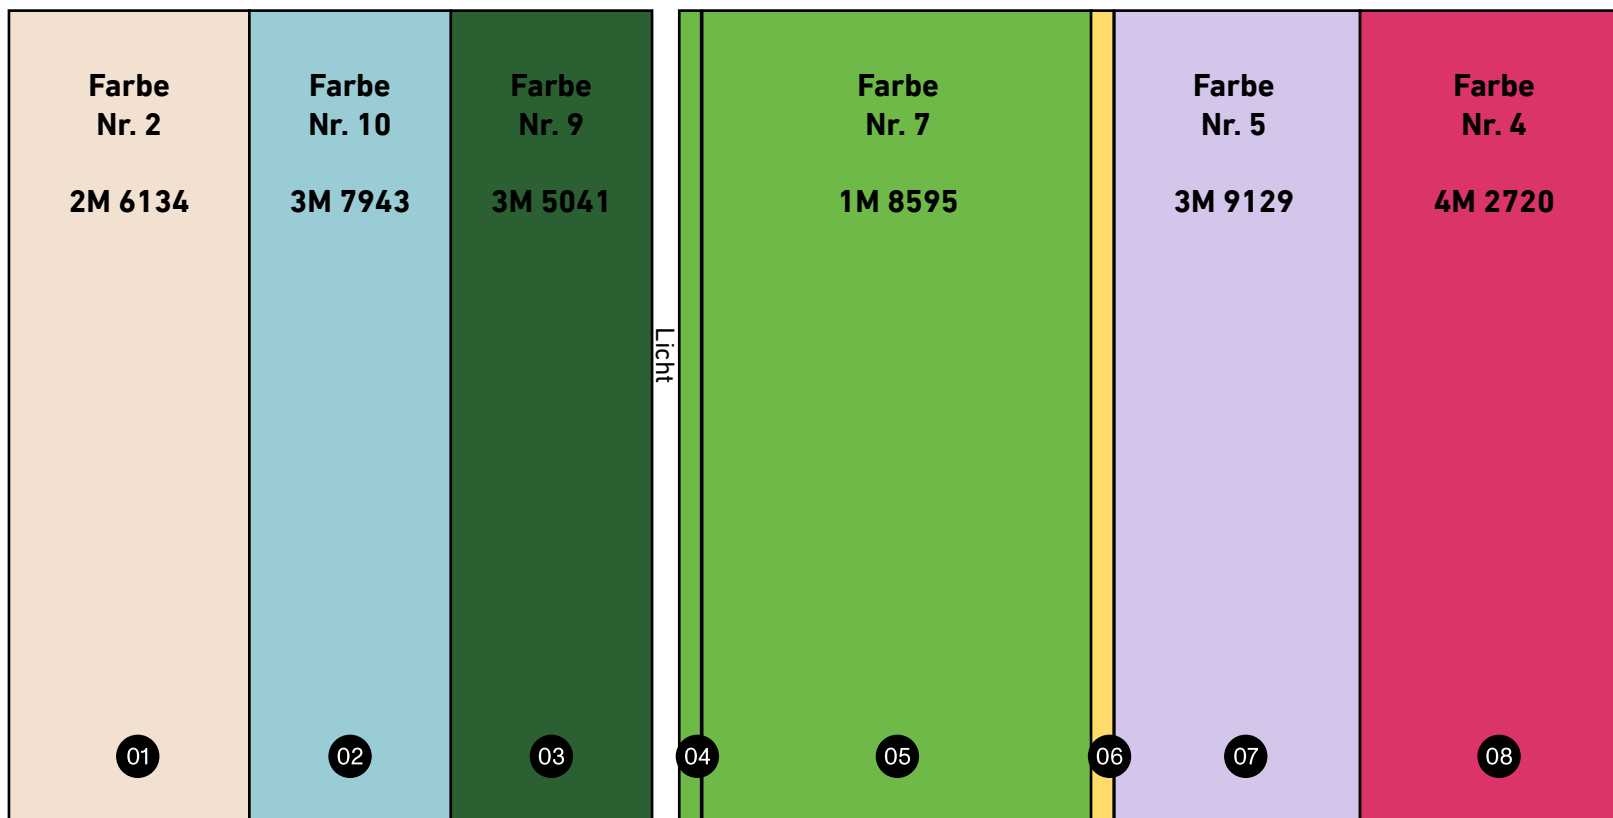 Farbe
Nr. 2
2M 6134
Farbe
Nr. 10
3M 7943
Farbe
Nr. 9
3M 5041
Licht
Farbe
Nr. 7
1M 8595
Farbe
Nr. 5
3M 9129
Farbe
Nr. 4
4M 2720
01
02
03
04
05
06
07
08